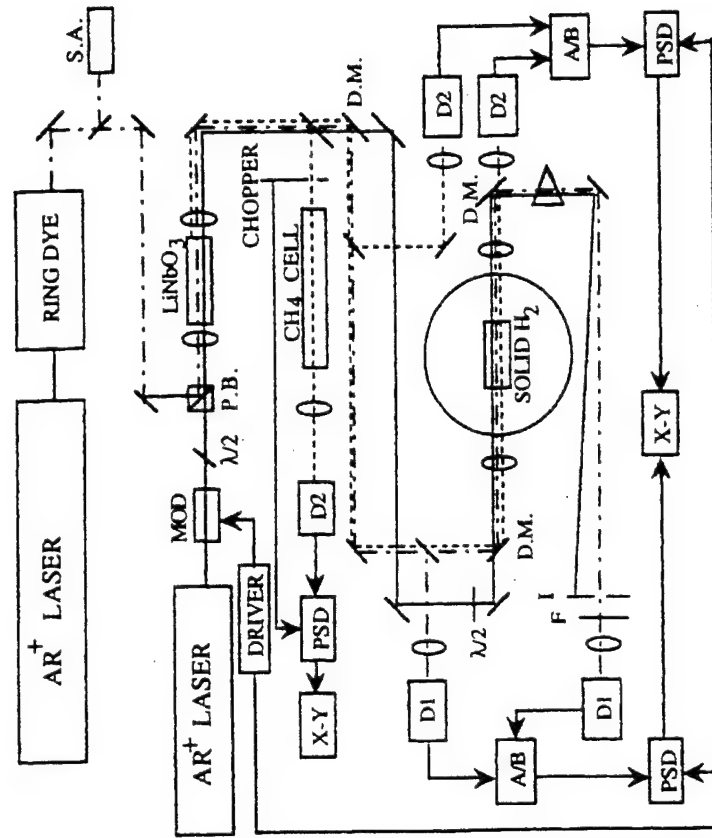 AR+ LASER
RING DYE
S.A.
AR+ LASER
MOD
λ/2
P.B.
LiNbO3
DRIVER
X-Y
PSD
D2
CH4 CELL
CHOPPER
D.M.
D1
λ/2
D.M.
SOLID H2
D.M.
D2
D2
A/B
A/B
D1
F
I
PSD
X-Y
PSD